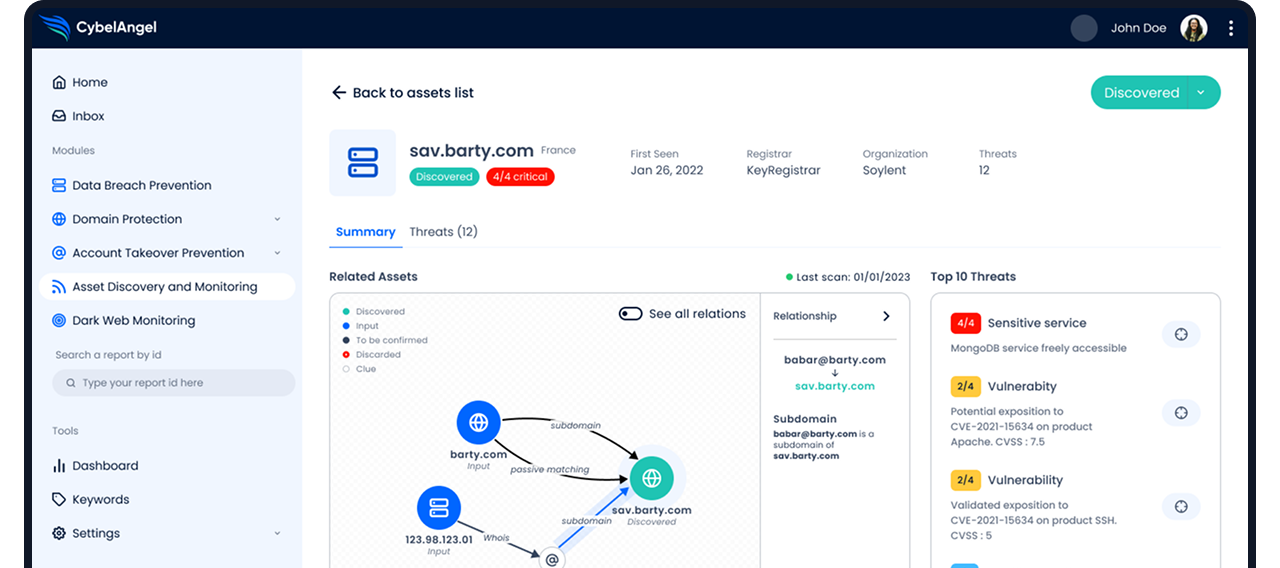 CybelAngel
John Doe
Home
Inbox
Modules
Data Breach Prevention
Domain Protection
Account Takeover Prevention
Asset Discovery and Monitoring
Dark Web Monitoring
Search a report by id
Type your report id here
Tools
Dashboard
Keywords
Settings
Back to assets list
Discovered
sav.barty.com France
Discovered 4/4 critical
First Seen
Jan 26, 2022
Registrar
KeyRegistrar
Organization
Soylent
Threats
12
Summary Threats (12)
Related Assets
Last scan: 01/01/2023
Discovered
Input
To be confirmed
Discarded
Clue
See all relations
barty.com
Input
subdomain
passive matching
sav.barty.com
Discovered
123.98.123.01
Input
Whois
subdomain
@
Relationship
babar@barty.com
↓
sav.barty.com
Subdomain
babar@barty.com is a
subdomain of
sav.barty.com
Top 10 Threats
4/4 Sensitive service
MongoDB service freely accessible
2/4 Vulnerabity
Potential exposition to
CVE-2021-15634 on product
Apache. CVSS : 7.5
2/4 Vulnerability
Validated exposition to
CVE-2021-15634 on product SSH.
CVSS : 5